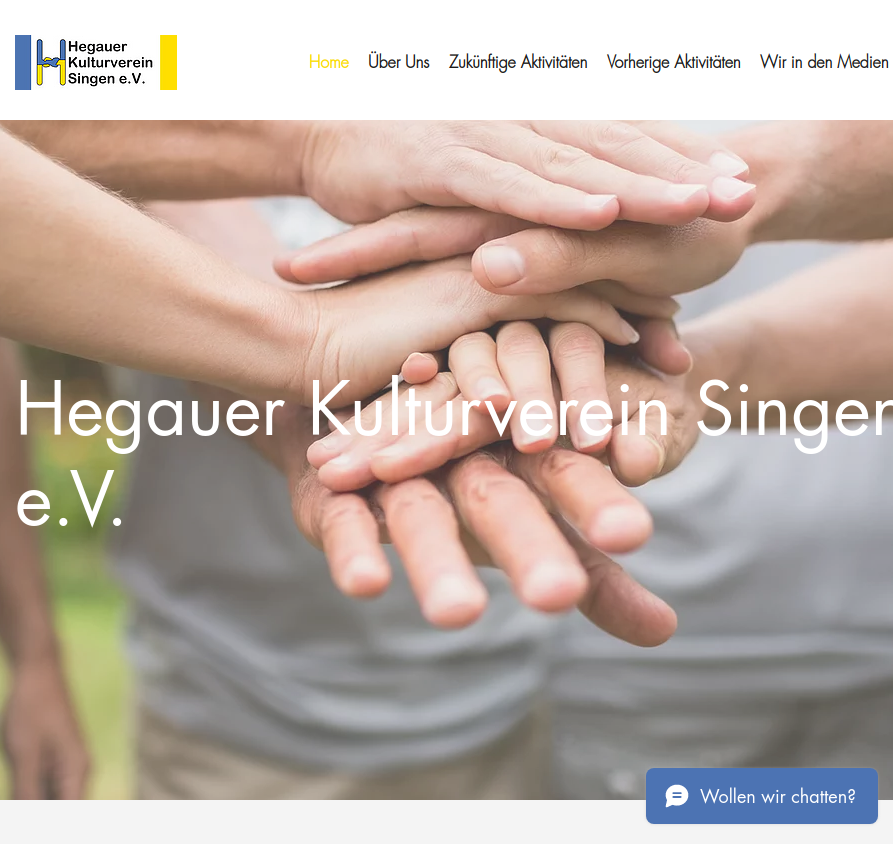 Hegauer
Kulturverein
Singen e.V.
Home Über Uns Zukünftige Aktivitäten Vorherige Aktivitäten Wir in den Medien
Hegauer Kulturverein Singen
e.V.
Wollen wir chatten?